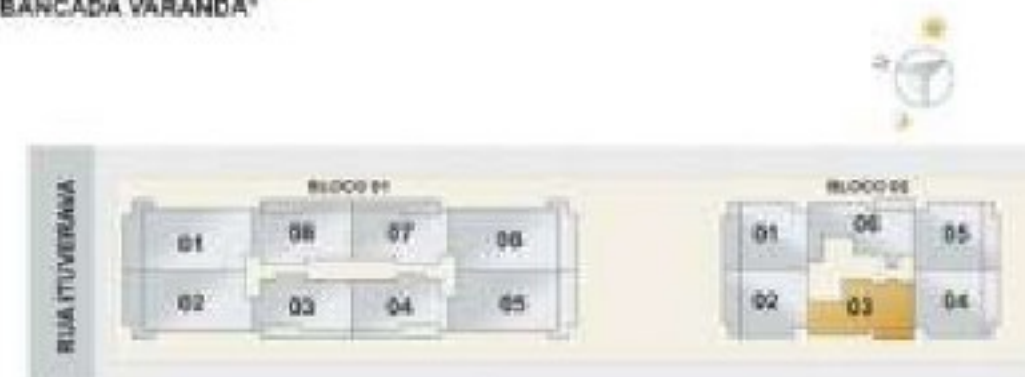 BANCADA VARANDA*
RUA ITUVERAVA
BLOCO 01
01 08 07 06
02 03 04 05
BLOCO 02
01 06 05
02 03 04